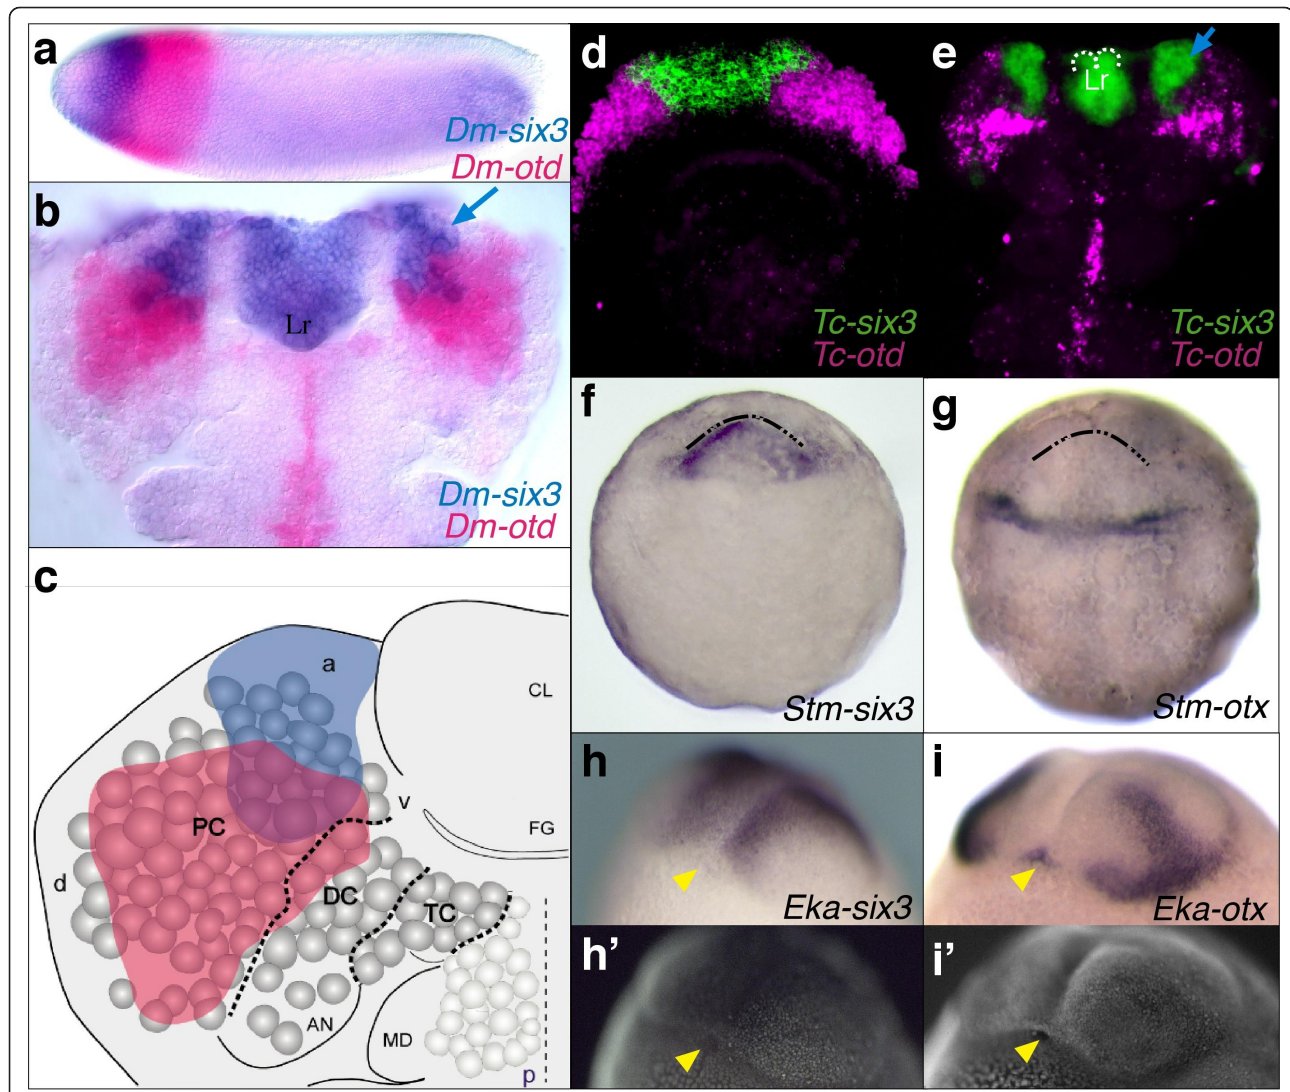 a
Dm-six3
Dm-otd
b
Lr
Dm-six3
Dm-otd
c
a
CL
v
FG
PC
d
DC
TC
AN
MD
p
d
Tc-six3
Tc-otd
e
Lr
Tc-six3
Tc-otd
f
Stm-six3
g
Stm-otx
h
Eka-six3
i
Eka-otx
h’
i’